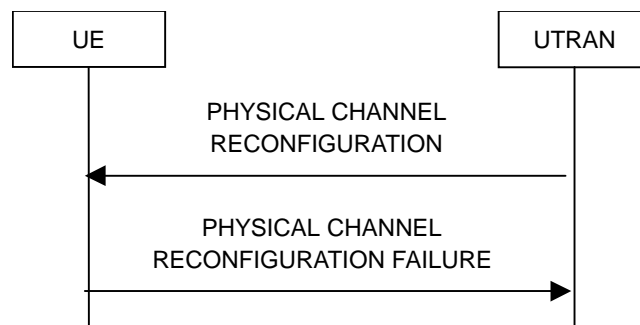 UE
UTRAN
PHYSICAL CHANNEL
RECONFIGURATION
PHYSICAL CHANNEL
RECONFIGURATION FAILURE